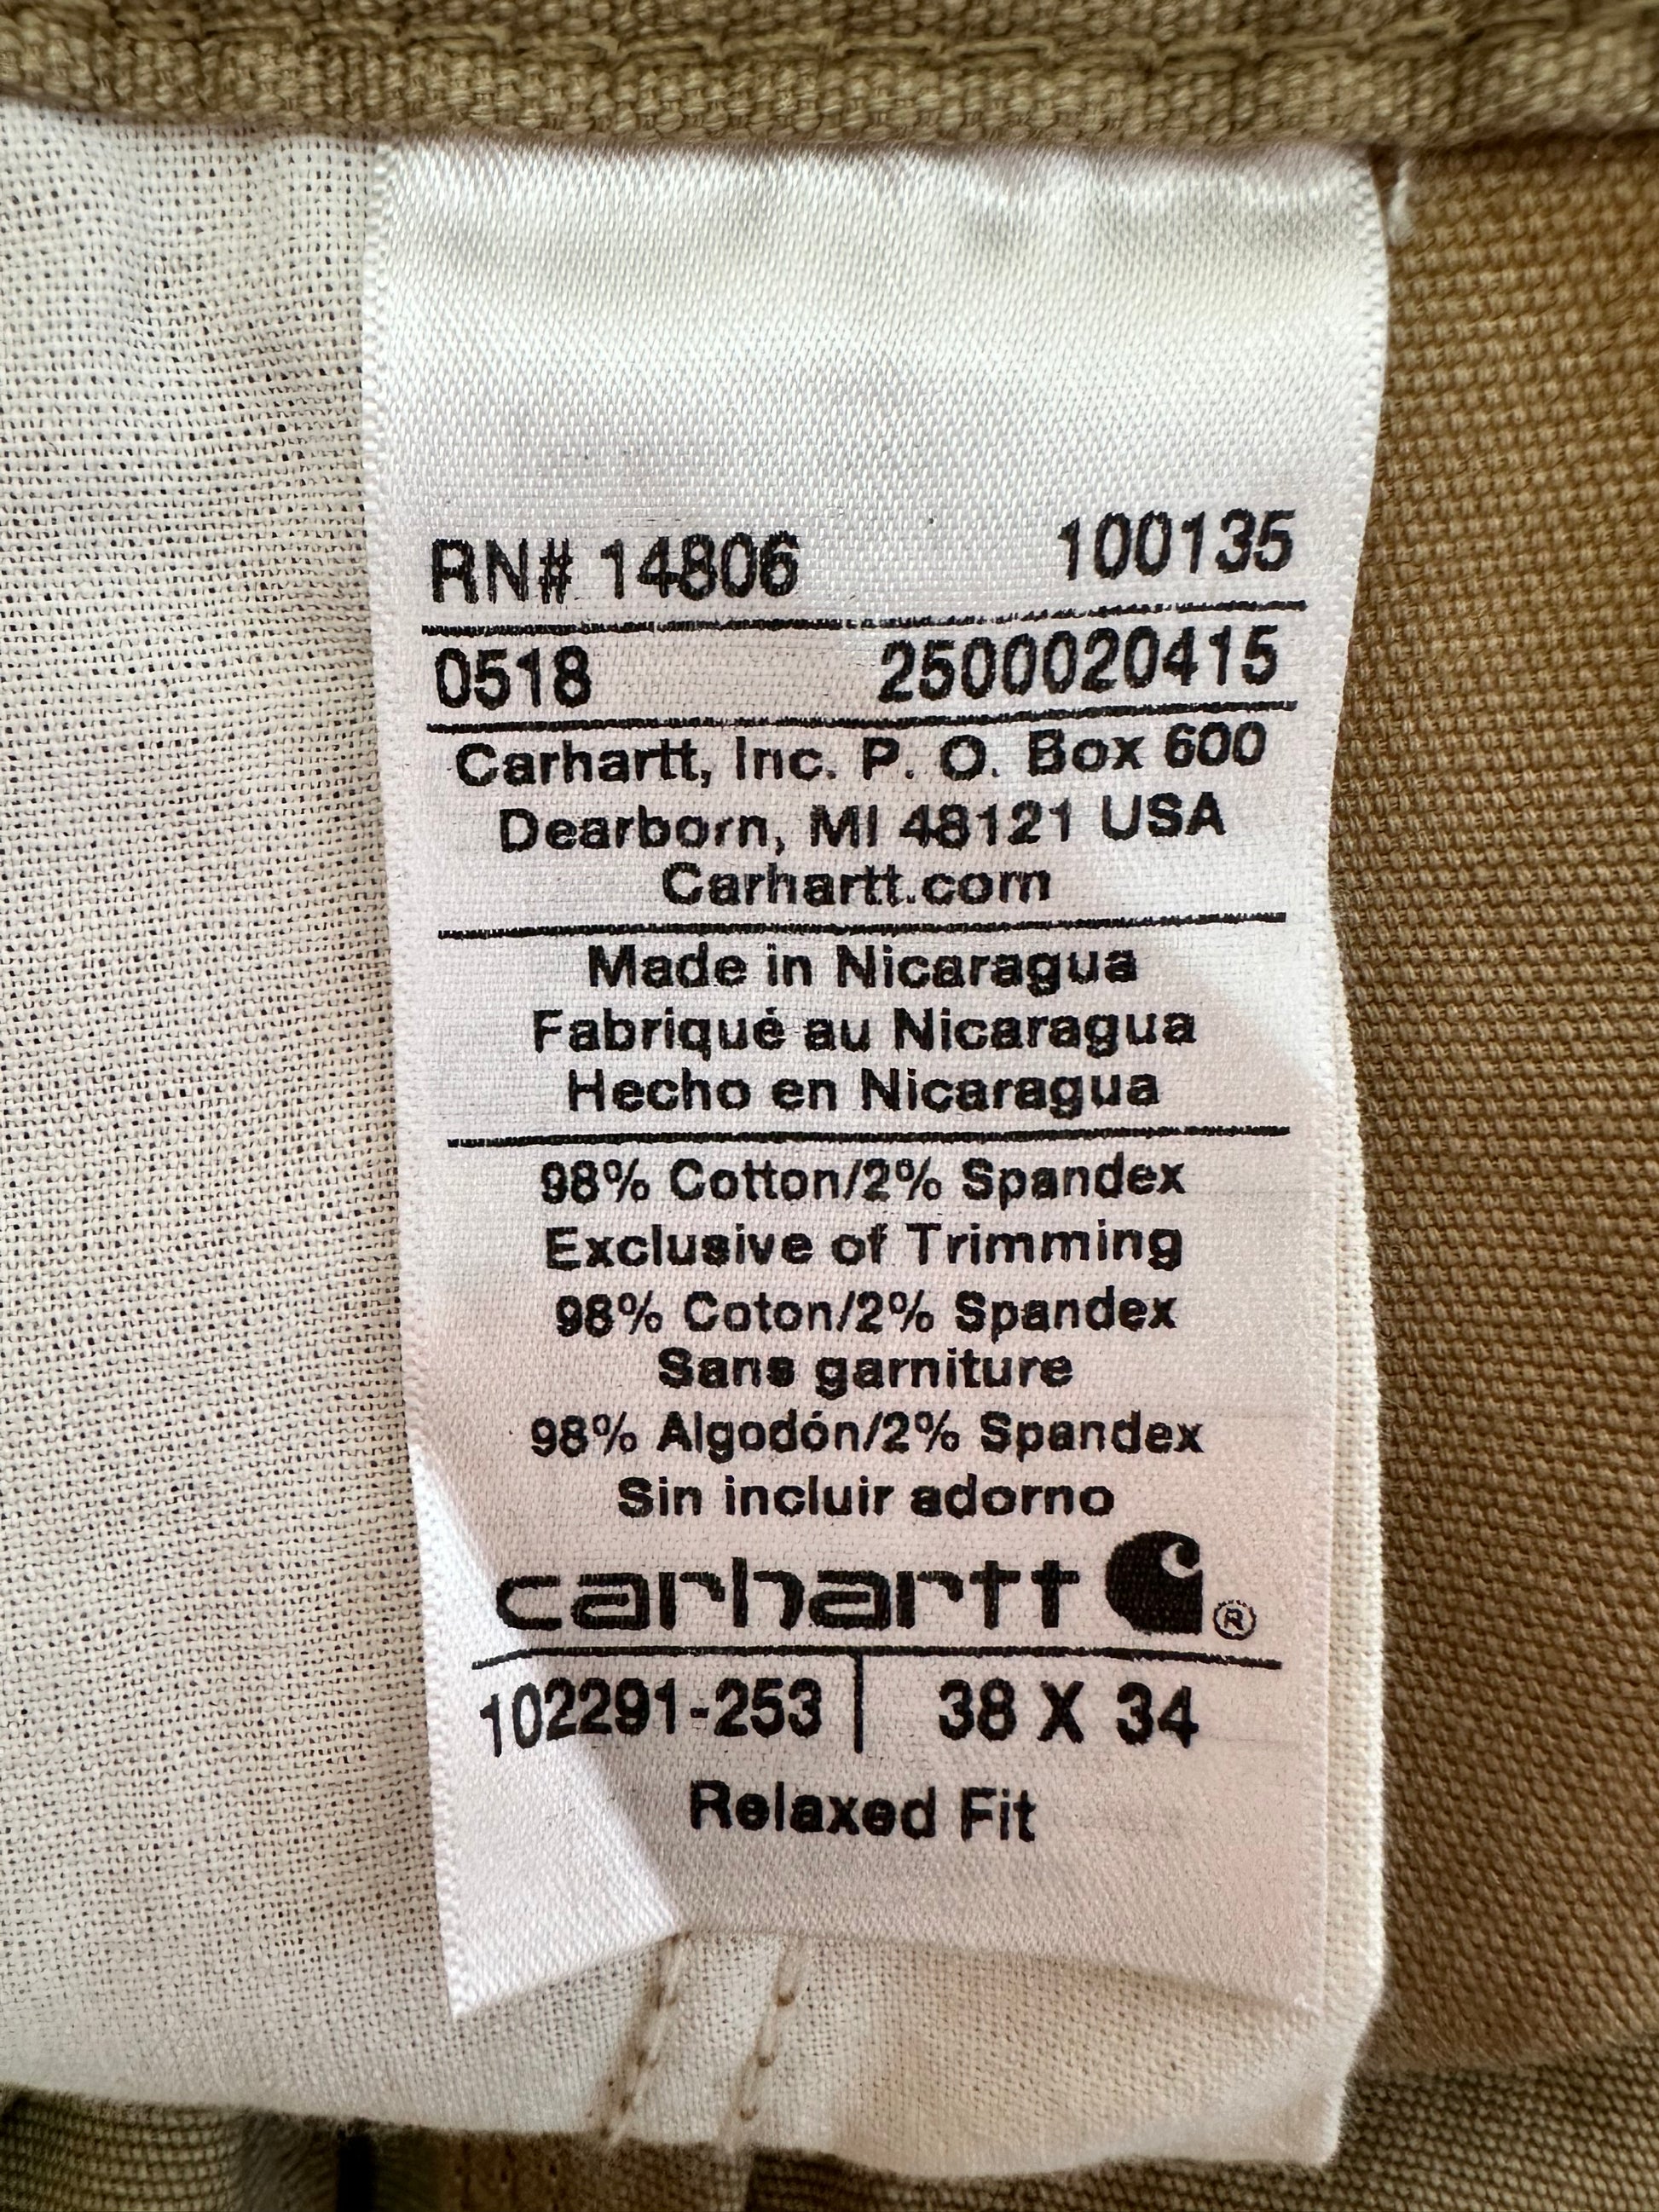 RN# 14806 100135
0518 2500020415
Carhartt, Inc. P. O. Box 600
Dearborn, MI 48121 USA
Carhartt.com
Made in Nicaragua
Fabriqué au Nicaragua
Hecho en Nicaragua
98% Cotton/2% Spandex
Exclusive of Trimming
98% Coton/2% Spandex
Sans garniture
98% Algodón/2% Spandex
Sin incluir adorno
carhartt ®
102291-253 | 38 X 34
Relaxed Fit